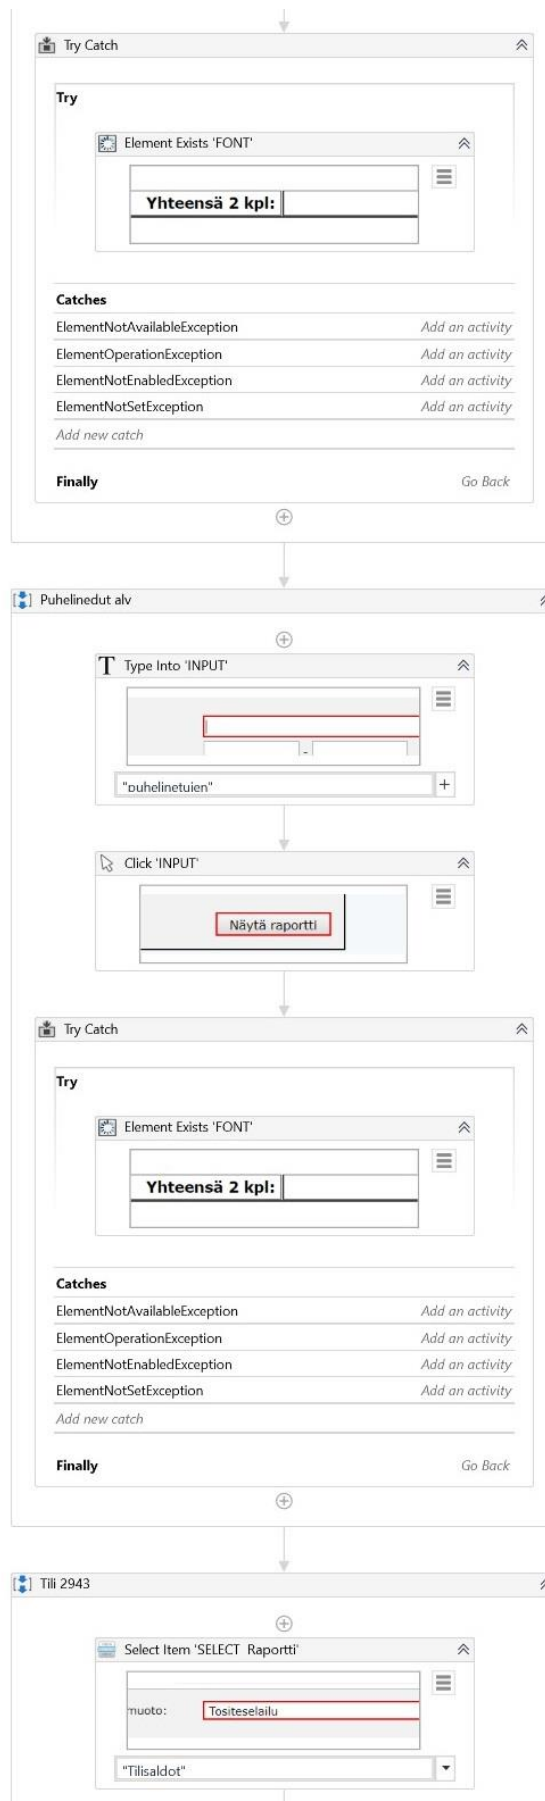 Try Catch
Try
Element Exists 'FONT'
Yhteensä 2 kpl:
Catches
ElementNotAvailableException Add an activity
ElementOperationException Add an activity
ElementNotEnabledException Add an activity
ElementNotSetException Add an activity
Add new catch
Finally Go Back
Puhelinedut alv
T Type Into 'INPUT'
-
"puhelinetujen" +
Click 'INPUT'
Näytä raportti
Try Catch
Try
Element Exists 'FONT'
Yhteensä 2 kpl:
Catches
ElementNotAvailableException Add an activity
ElementOperationException Add an activity
ElementNotEnabledException Add an activity
ElementNotSetException Add an activity
Add new catch
Finally Go Back
Tili 2943
Select Item 'SELECT Raportti'
muoto: Tositeselailu
"Tilisaldot"